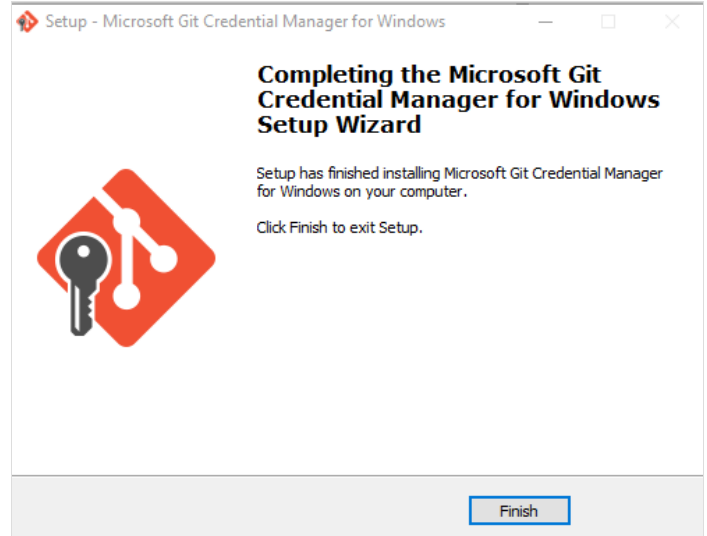 Setup - Microsoft Git Credential Manager for Windows
Completing the Microsoft Git
Credential Manager for Windows
Setup Wizard
Setup has finished installing Microsoft Git Credential Manager
for Windows on your computer.
Click Finish to exit Setup.
Finish